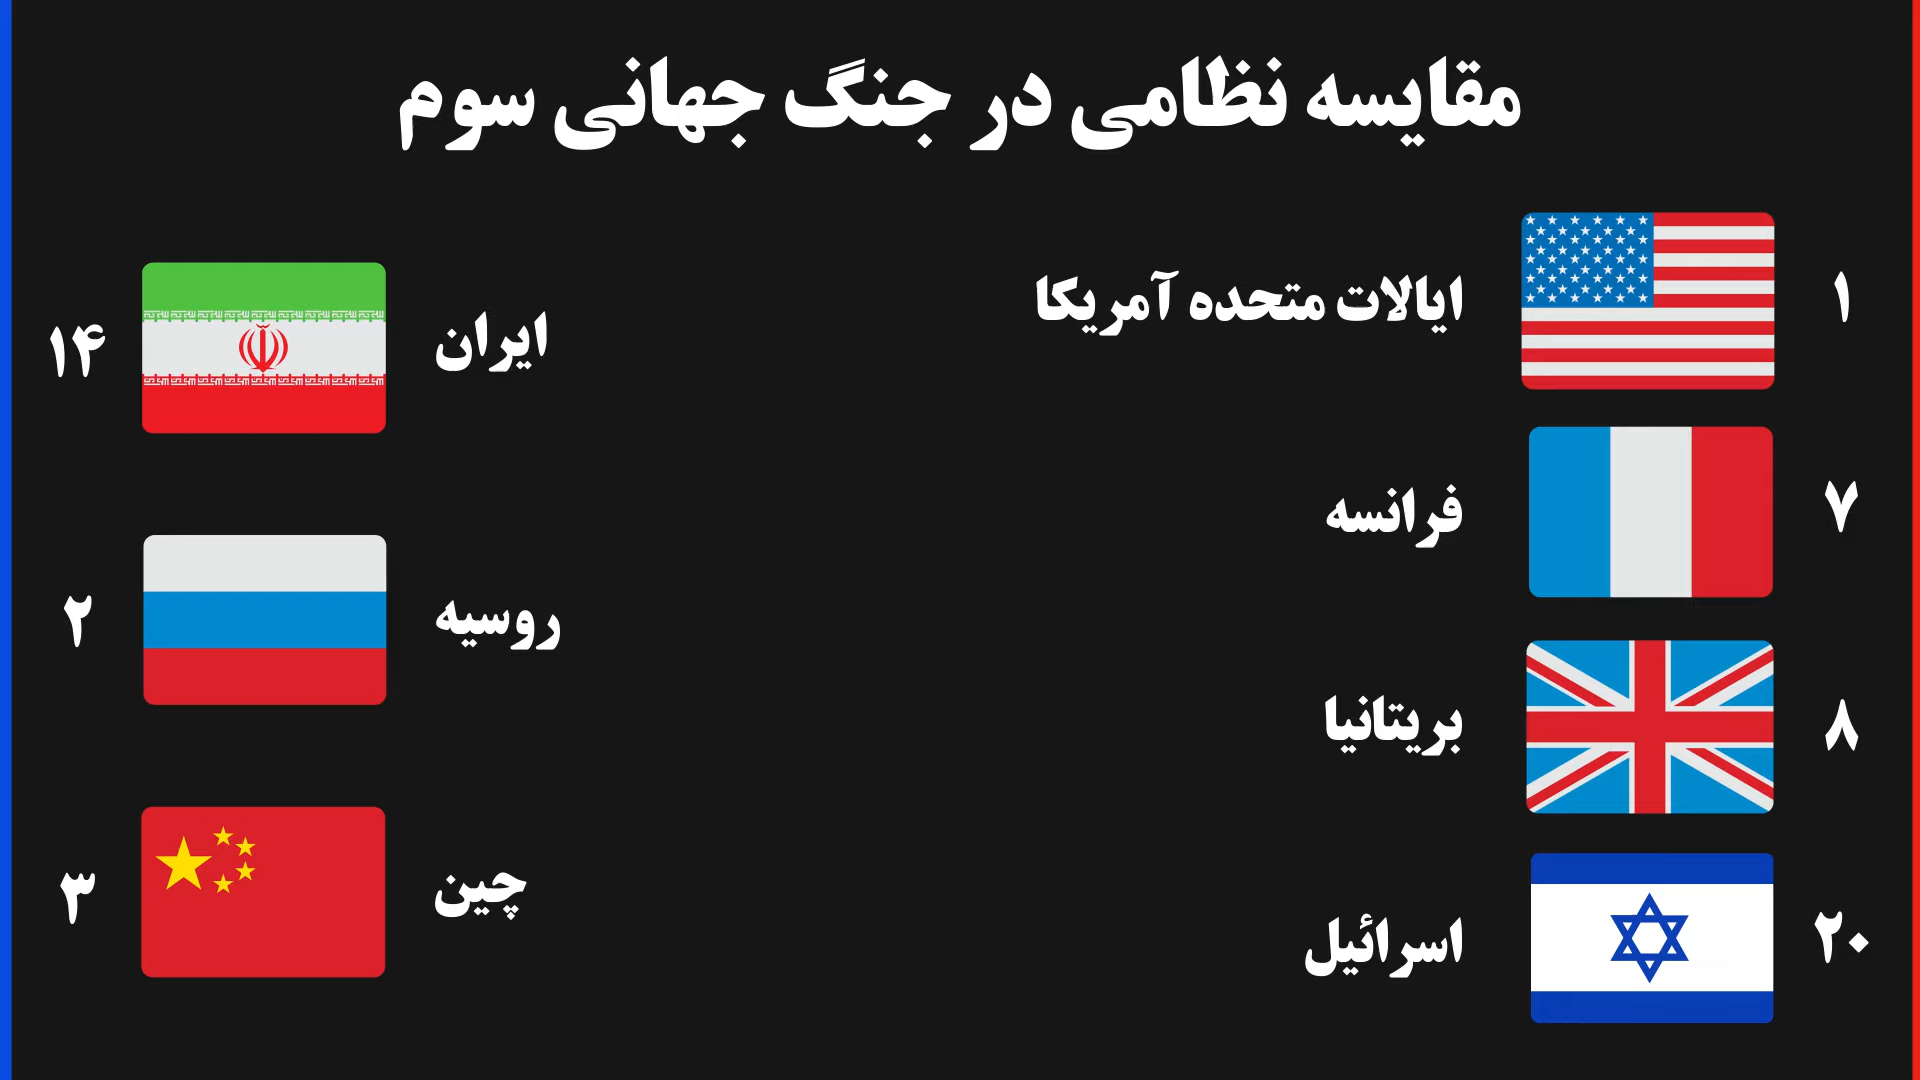 مقایسه نظامی در جنگ جهانی سوم
۱ ایالات متحده آمریکا
۷ فرانسه
۸ بریتانیا
۲۰ اسرائیل
ایران ۱۴
روسیه ۲
چین ۳